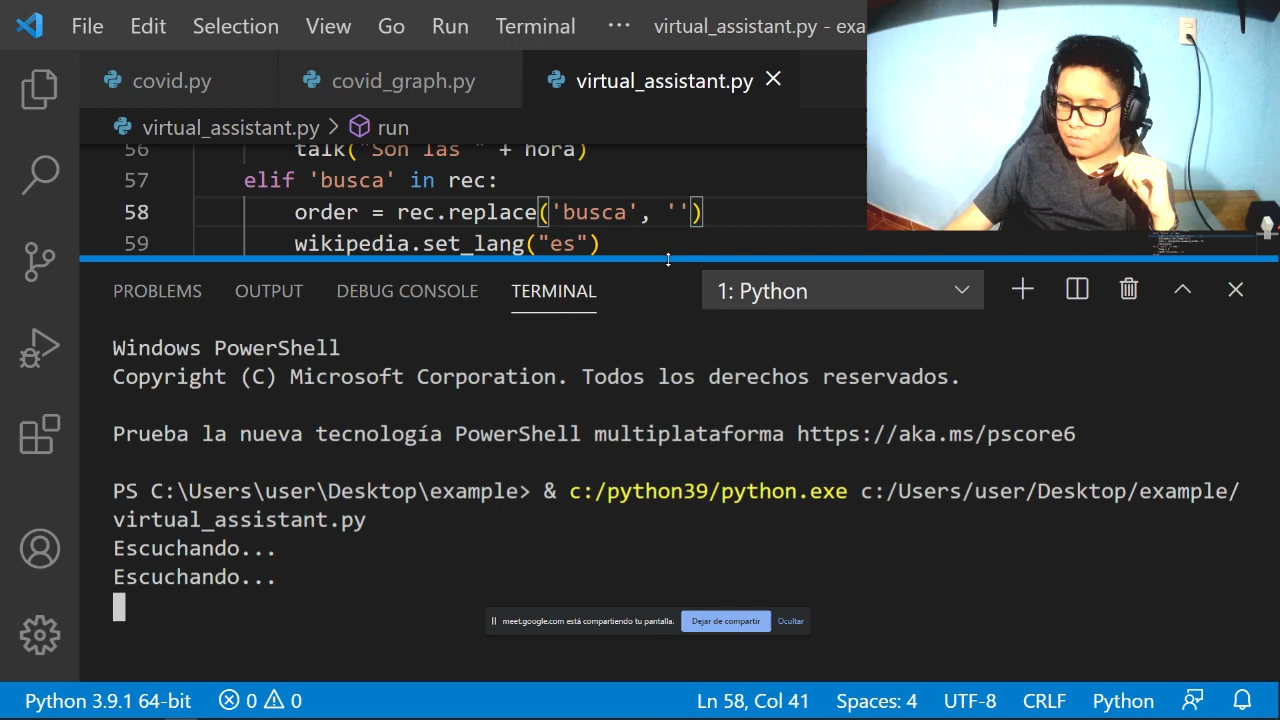 File Edit Selection View Go Run Terminal ··· virtual_assistant.py - exa
covid.py covid_graph.py virtual_assistant.py
virtual_assistant.py > run
56 talk("Son las " + hora)
57 elif 'busca' in rec:
58 order = rec.replace('busca', '')
59 wikipedia.set_lang("es")
PROBLEMS OUTPUT DEBUG CONSOLE TERMINAL 1: Python
Windows PowerShell
Copyright (C) Microsoft Corporation. Todos los derechos reservados.
Prueba la nueva tecnología PowerShell multiplataforma https://aka.ms/pscore6
PS C:\Users\user\Desktop\example> & c:/python39/python.exe c:/Users/user/Desktop/example/
virtual_assistant.py
Escuchando...
Escuchando...
meet.google.com está compartiendo tu pantalla. Dejar de compartir Ocultar
Python 3.9.1 64-bit 0 0 Ln 58, Col 41 Spaces: 4 UTF-8 CRLF Python